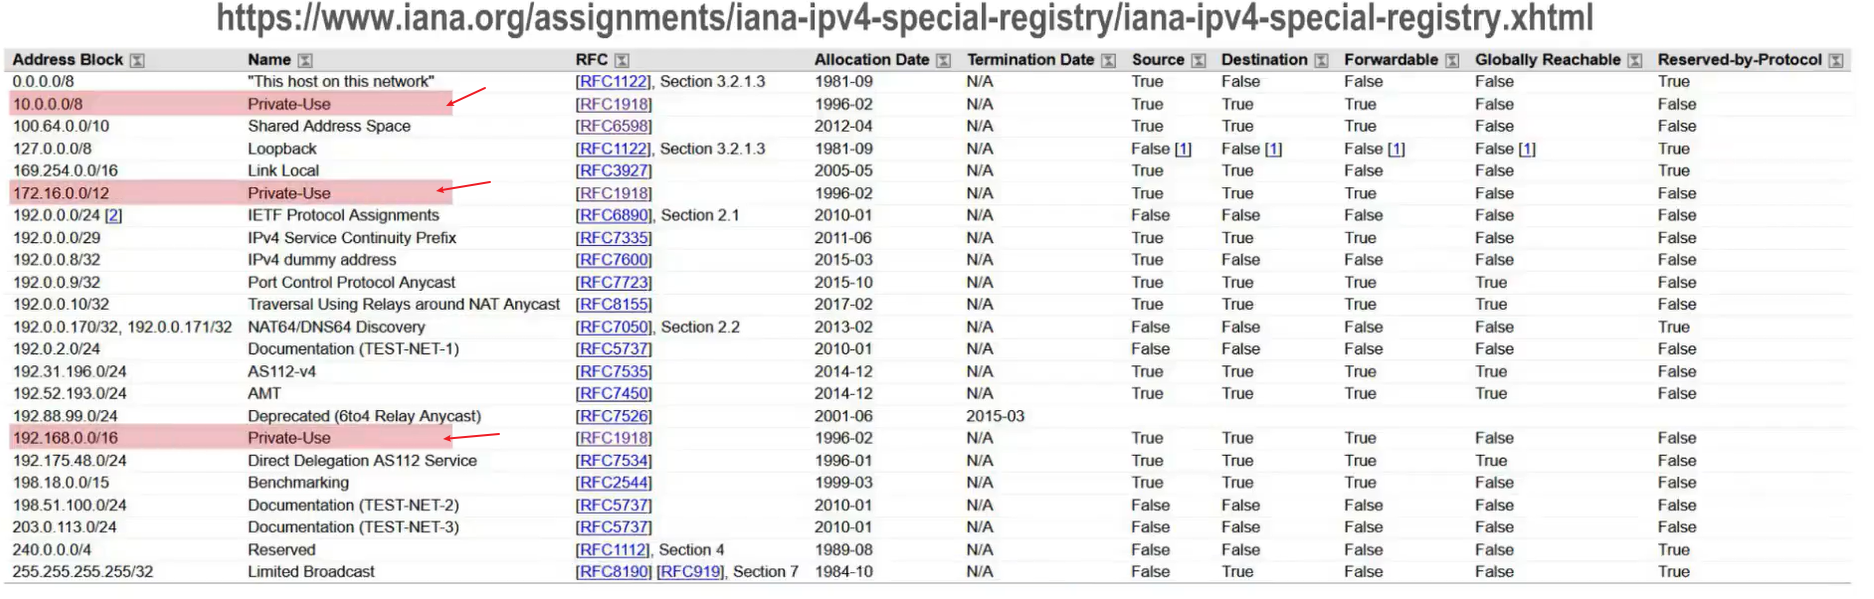 https://www.iana.org/assignments/iana-ipv4-special-registry/iana-ipv4-special-registry.xhtml
Address Block Name RFC Allocation Date Termination Date Source Destination Forwardable Globally Reachable Reserved-by-Protocol
0.0.0.0/8 "This host on this network" [RFC1122], Section 3.2.1.3 1981-09 N/A True False False False True
10.0.0.0/8 Private-Use [RFC1918] 1996-02 N/A True True True False False
100.64.0.0/10 Shared Address Space [RFC6598] 2012-04 N/A True True True False False
127.0.0.0/8 Loopback [RFC1122], Section 3.2.1.3 1981-09 N/A False [1] False [1] False [1] False [1] True
169.254.0.0/16 Link Local [RFC3927] 2005-05 N/A True True False False True
172.16.0.0/12 Private-Use [RFC1918] 1996-02 N/A True True True False False
192.0.0.0/24 [2] IETF Protocol Assignments [RFC6890], Section 2.1 2010-01 N/A False False False False False
192.0.0.0/29 IPv4 Service Continuity Prefix [RFC7335] 2011-06 N/A True True True False False
192.0.0.8/32 IPv4 dummy address [RFC7600] 2015-03 N/A True False False False False
192.0.0.9/32 Port Control Protocol Anycast [RFC7723] 2015-10 N/A True True True True False
192.0.0.10/32 Traversal Using Relays around NAT Anycast [RFC8155] 2017-02 N/A True True True True False
192.0.0.170/32, 192.0.0.171/32 NAT64/DNS64 Discovery [RFC7050], Section 2.2 2013-02 N/A False False False False True
192.0.2.0/24 Documentation (TEST-NET-1) [RFC5737] 2010-01 N/A False False False False False
192.31.196.0/24 AS112-v4 [RFC7535] 2014-12 N/A True True True True False
192.52.193.0/24 AMT [RFC7450] 2014-12 N/A True True True True False
192.88.99.0/24 Deprecated (6to4 Relay Anycast) [RFC7526] 2001-06 2015-03
192.168.0.0/16 Private-Use [RFC1918] 1996-02 N/A True True True False False
192.175.48.0/24 Direct Delegation AS112 Service [RFC7534] 1996-01 N/A True True True True False
198.18.0.0/15 Benchmarking [RFC2544] 1999-03 N/A True True True False False
198.51.100.0/24 Documentation (TEST-NET-2) [RFC5737] 2010-01 N/A False False False False False
203.0.113.0/24 Documentation (TEST-NET-3) [RFC5737] 2010-01 N/A False False False False False
240.0.0.0/4 Reserved [RFC1112], Section 4 1989-08 N/A False False False False True
255.255.255.255/32 Limited Broadcast [RFC8190] [RFC919], Section 7 1984-10 N/A False True False False True